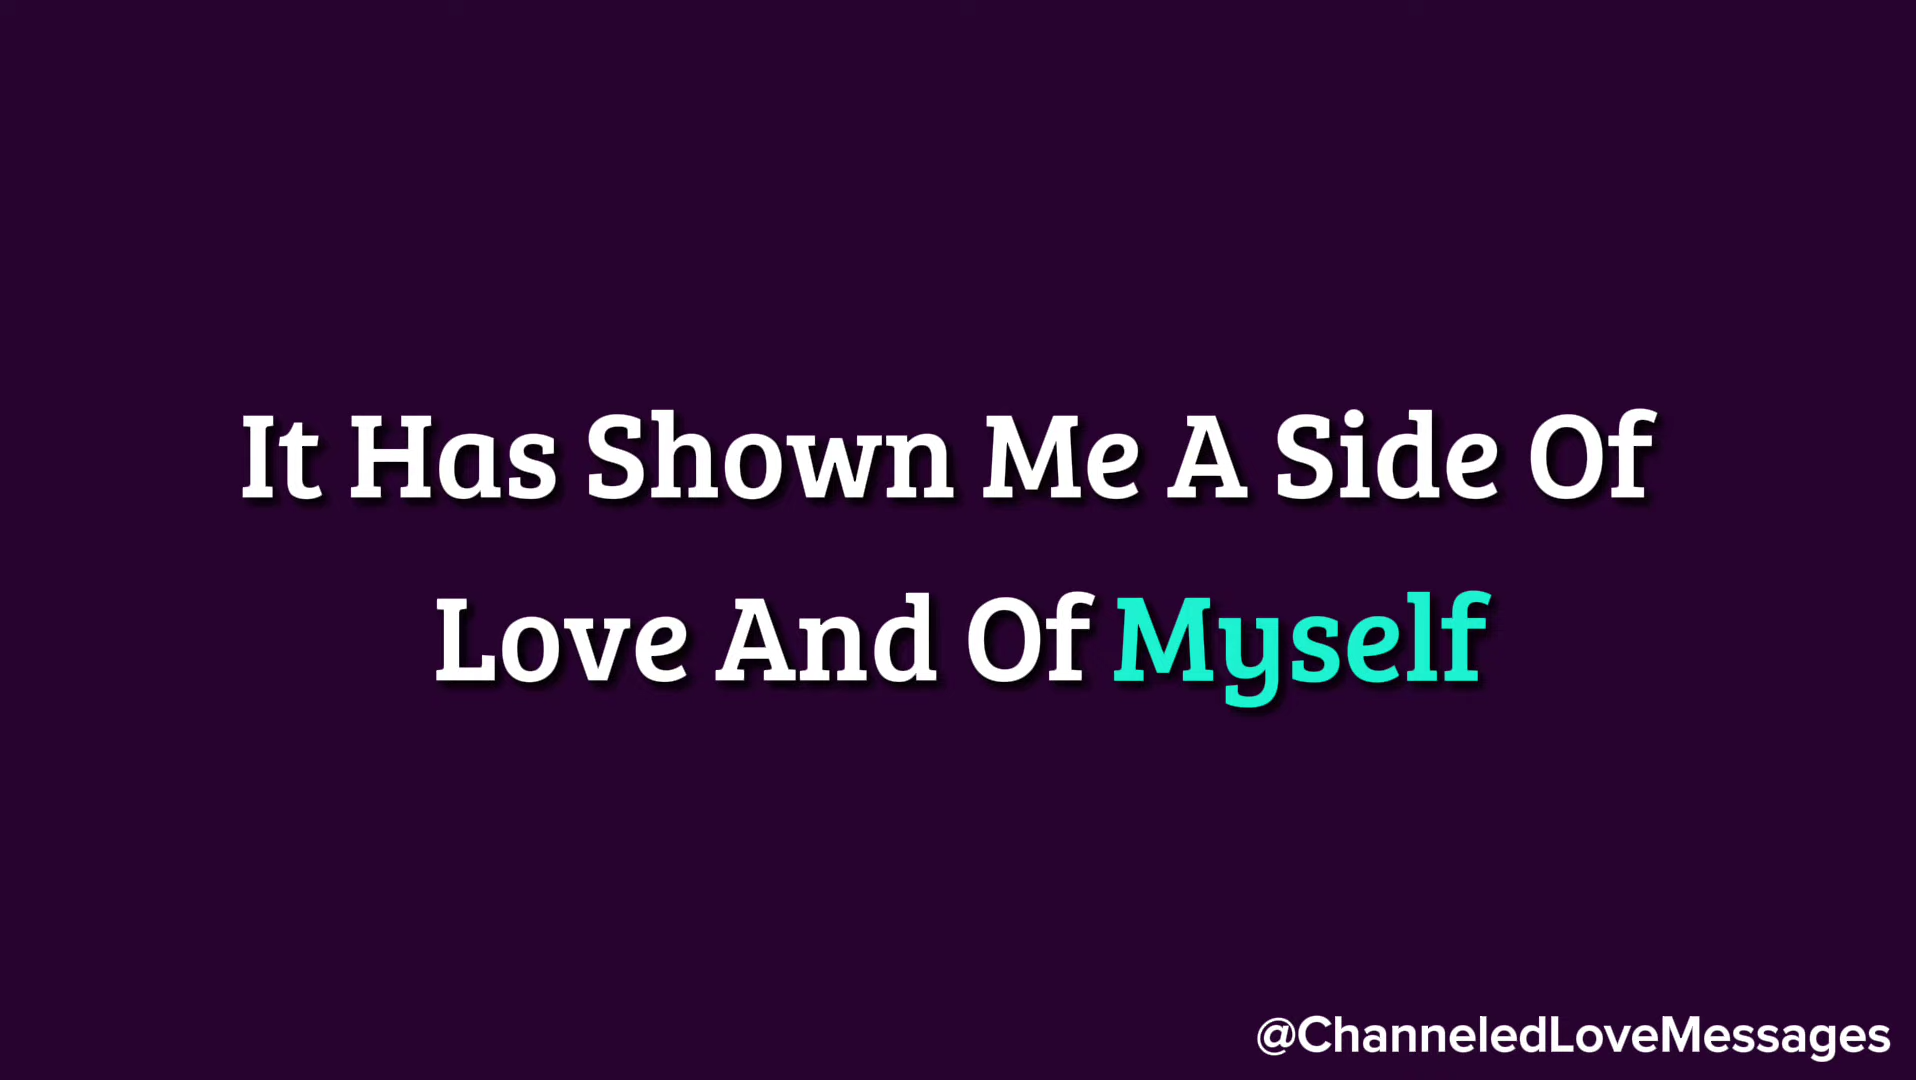 It Has Shown Me A Side Of
Love And Of Myself
@ChanneledLoveMessages